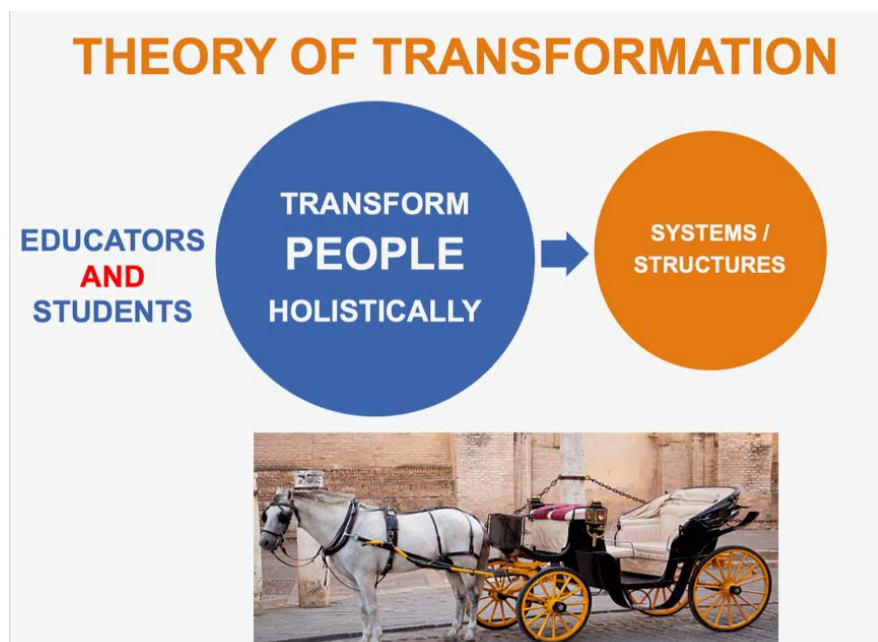 THEORY OF TRANSFORMATION
EDUCATORS
AND
STUDENTS
TRANSFORM
PEOPLE
HOLISTICALLY
SYSTEMS /
STRUCTURES